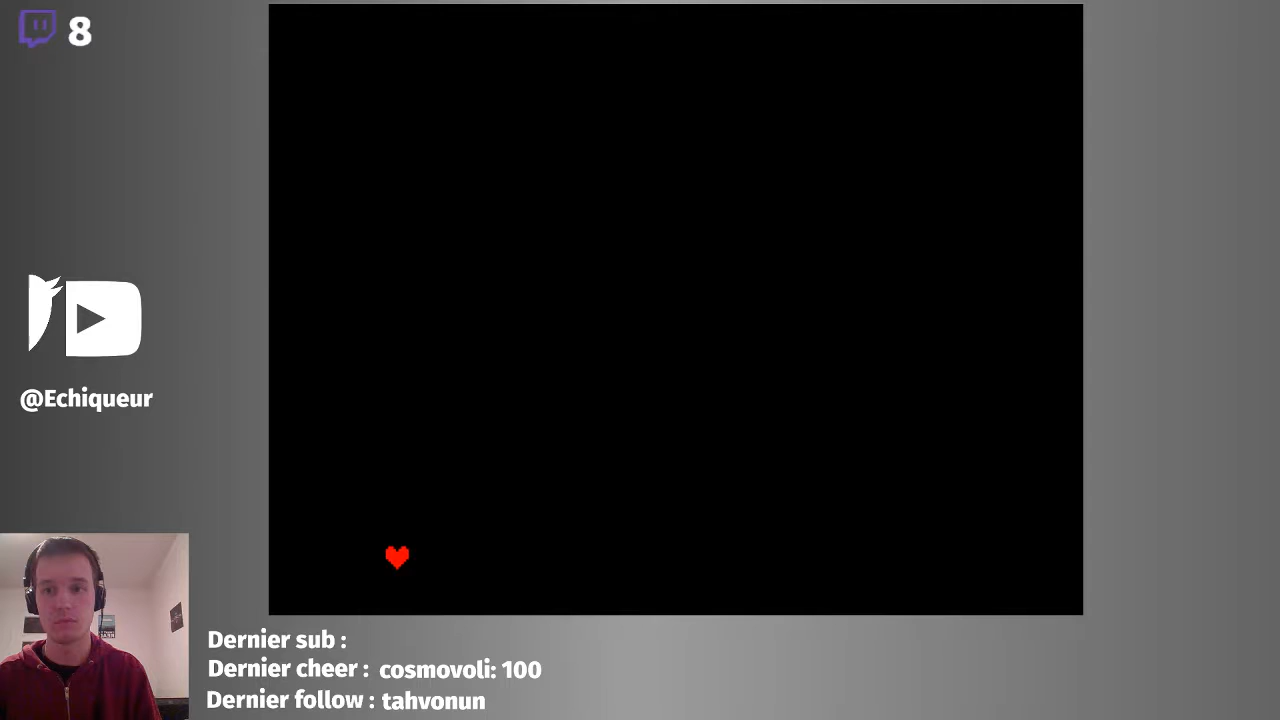 8
@Echiqueur
Dernier sub :
Dernier cheer : cosmovoli: 100
Dernier follow : tahvonun